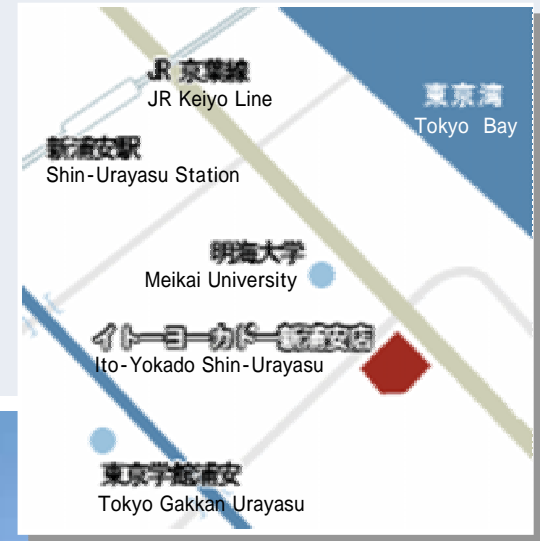 JR 京葉線
JR Keiyo Line
東京湾
Tokyo Bay
新浦安駅
Shin-Urayasu Station
明海大学
Meikai University
イトーヨーカドー新浦安店
Ito-Yokado Shin-Urayasu
東京学館浦安
Tokyo Gakkan Urayasu